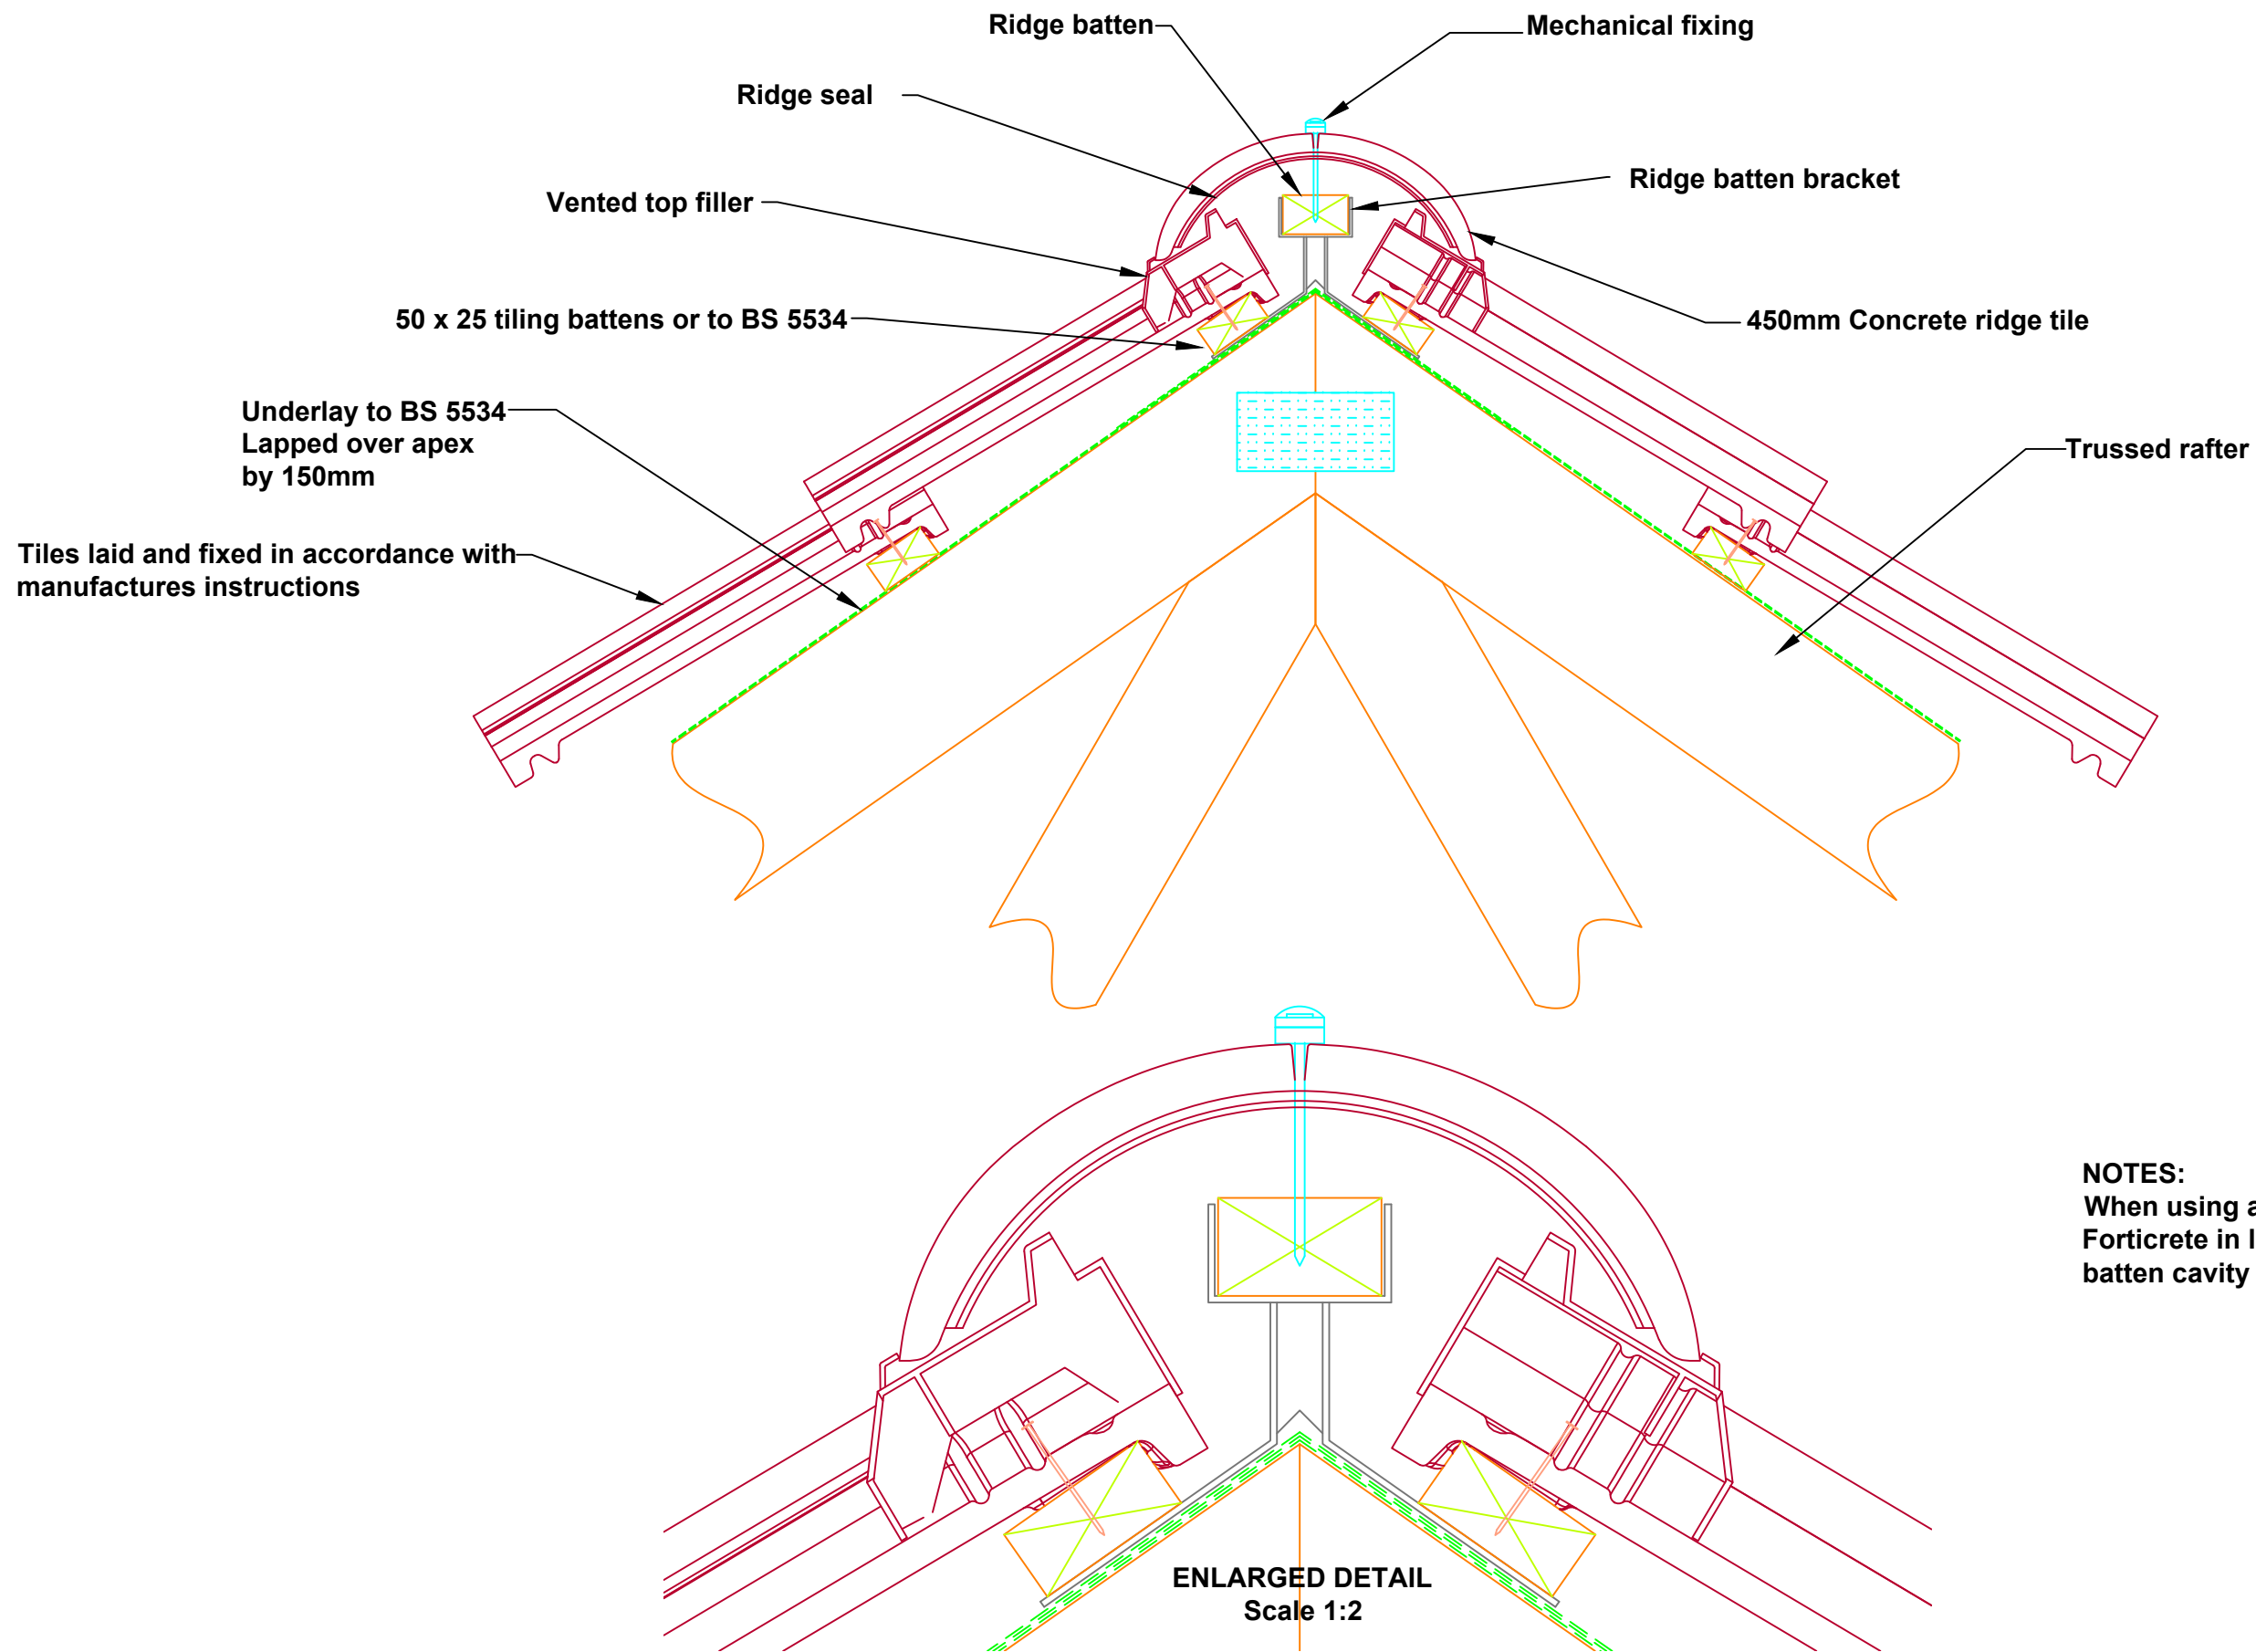 Ridge batten
Mechanical fixing
Ridge seal
Ridge batten bracket
Vented top filler
50 x 25 tiling battens or to BS 5534
450mm Concrete ridge tile
Underlay to BS 5534
Lapped over apex
by 150mm
Trussed rafter
Tiles laid and fixed in accordance with
manufactures instructions
NOTES:
When using
Forticrete in
batten cavity
ENLARGED DETAIL
Scale 1:2